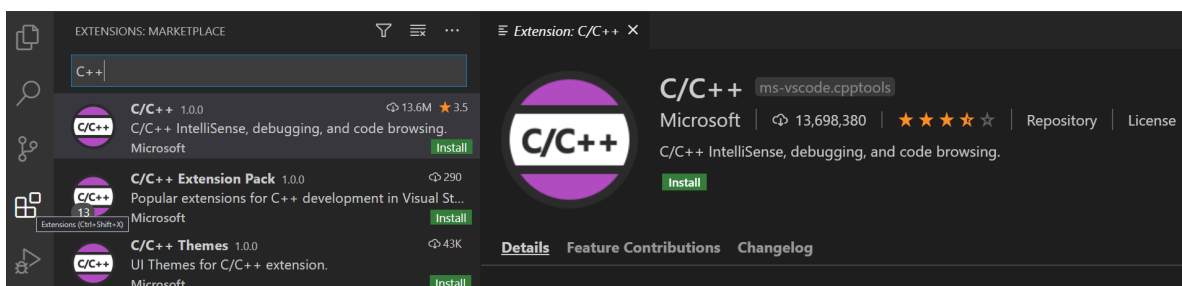 EXTENSIONS: MARKETPLACE
C++
C/C++
C/C++ 1.0.0 13.6M 3.5
C/C++ IntelliSense, debugging, and code browsing.
Microsoft Install
C/C++
C/C++ Extension Pack 1.0.0 290
Popular extensions for C++ development in Visual St...
Microsoft Install
13
Extensions (Ctrl+Shift+X)
C/C++
C/C++ Themes 1.0.0 43K
UI Themes for C/C++ extension.
Microsoft Install
Extension: C/C++
C/C++
C/C++ ms-vscode.cpptools
Microsoft 13,698,380 Repository License
C/C++ IntelliSense, debugging, and code browsing.
Install
Details Feature Contributions Changelog